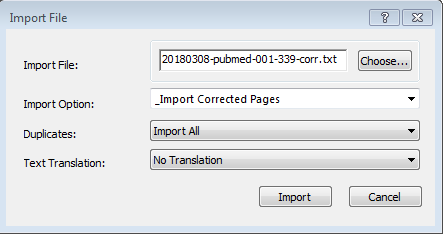 Import File
Import File: 20180308-pubmed-001-339-corr.txt Choose...
Import Option: _Import Corrected Pages
Duplicates: Import All
Text Translation: No Translation
Import Cancel